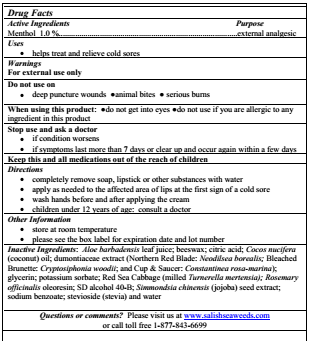 Drug Facts
Active Ingredients Purpose
Menthol 1.0 %..............................................................external analgesic
Uses
• helps treat and relieve cold sores
Warnings
For external use only
Do not use on
• deep puncture wounds •animal bites • serious burns
When using this product: •do not get into eyes •do not use if you are allergic to any
ingredient in this product
Stop use and ask a doctor
• if condition worsens
• if symptoms last more than 7 days or clear up and occur again within a few days
Keep this and all medications out of the reach of children
Directions
• completely remove soap, lipstick or other substances with water
• apply as needed to the affected area of lips at the first sign of a cold sore
• wash hands before and after applying the cream
• children under 12 years of age: consult a doctor
Other Information
• store at room temperature
• please see the box label for expiration date and lot number
Inactive Ingredients: Aloe barbadensis leaf juice; beeswax; citric acid; Cocos nucifera
(coconut) oil; dumontiaceae extract (Northern Red Blade: Neodilsea borealis; Bleached
Brunette: Cryptosiphonia woodii; and Cup & Saucer: Constantinea rosa-marina);
glycerin; potassium sorbate; Red Sea Cabbage (milled Turnerella mertensia); Rosemary
officinalis oleoresin; SD alcohol 40-B; Simmondsia chinensis (jojoba) seed extract;
sodium benzoate; stevioside (stevia) and water
Questions or comments? Please visit us at www.salishseaweeds.com
or call toll free 1-877-843-6699